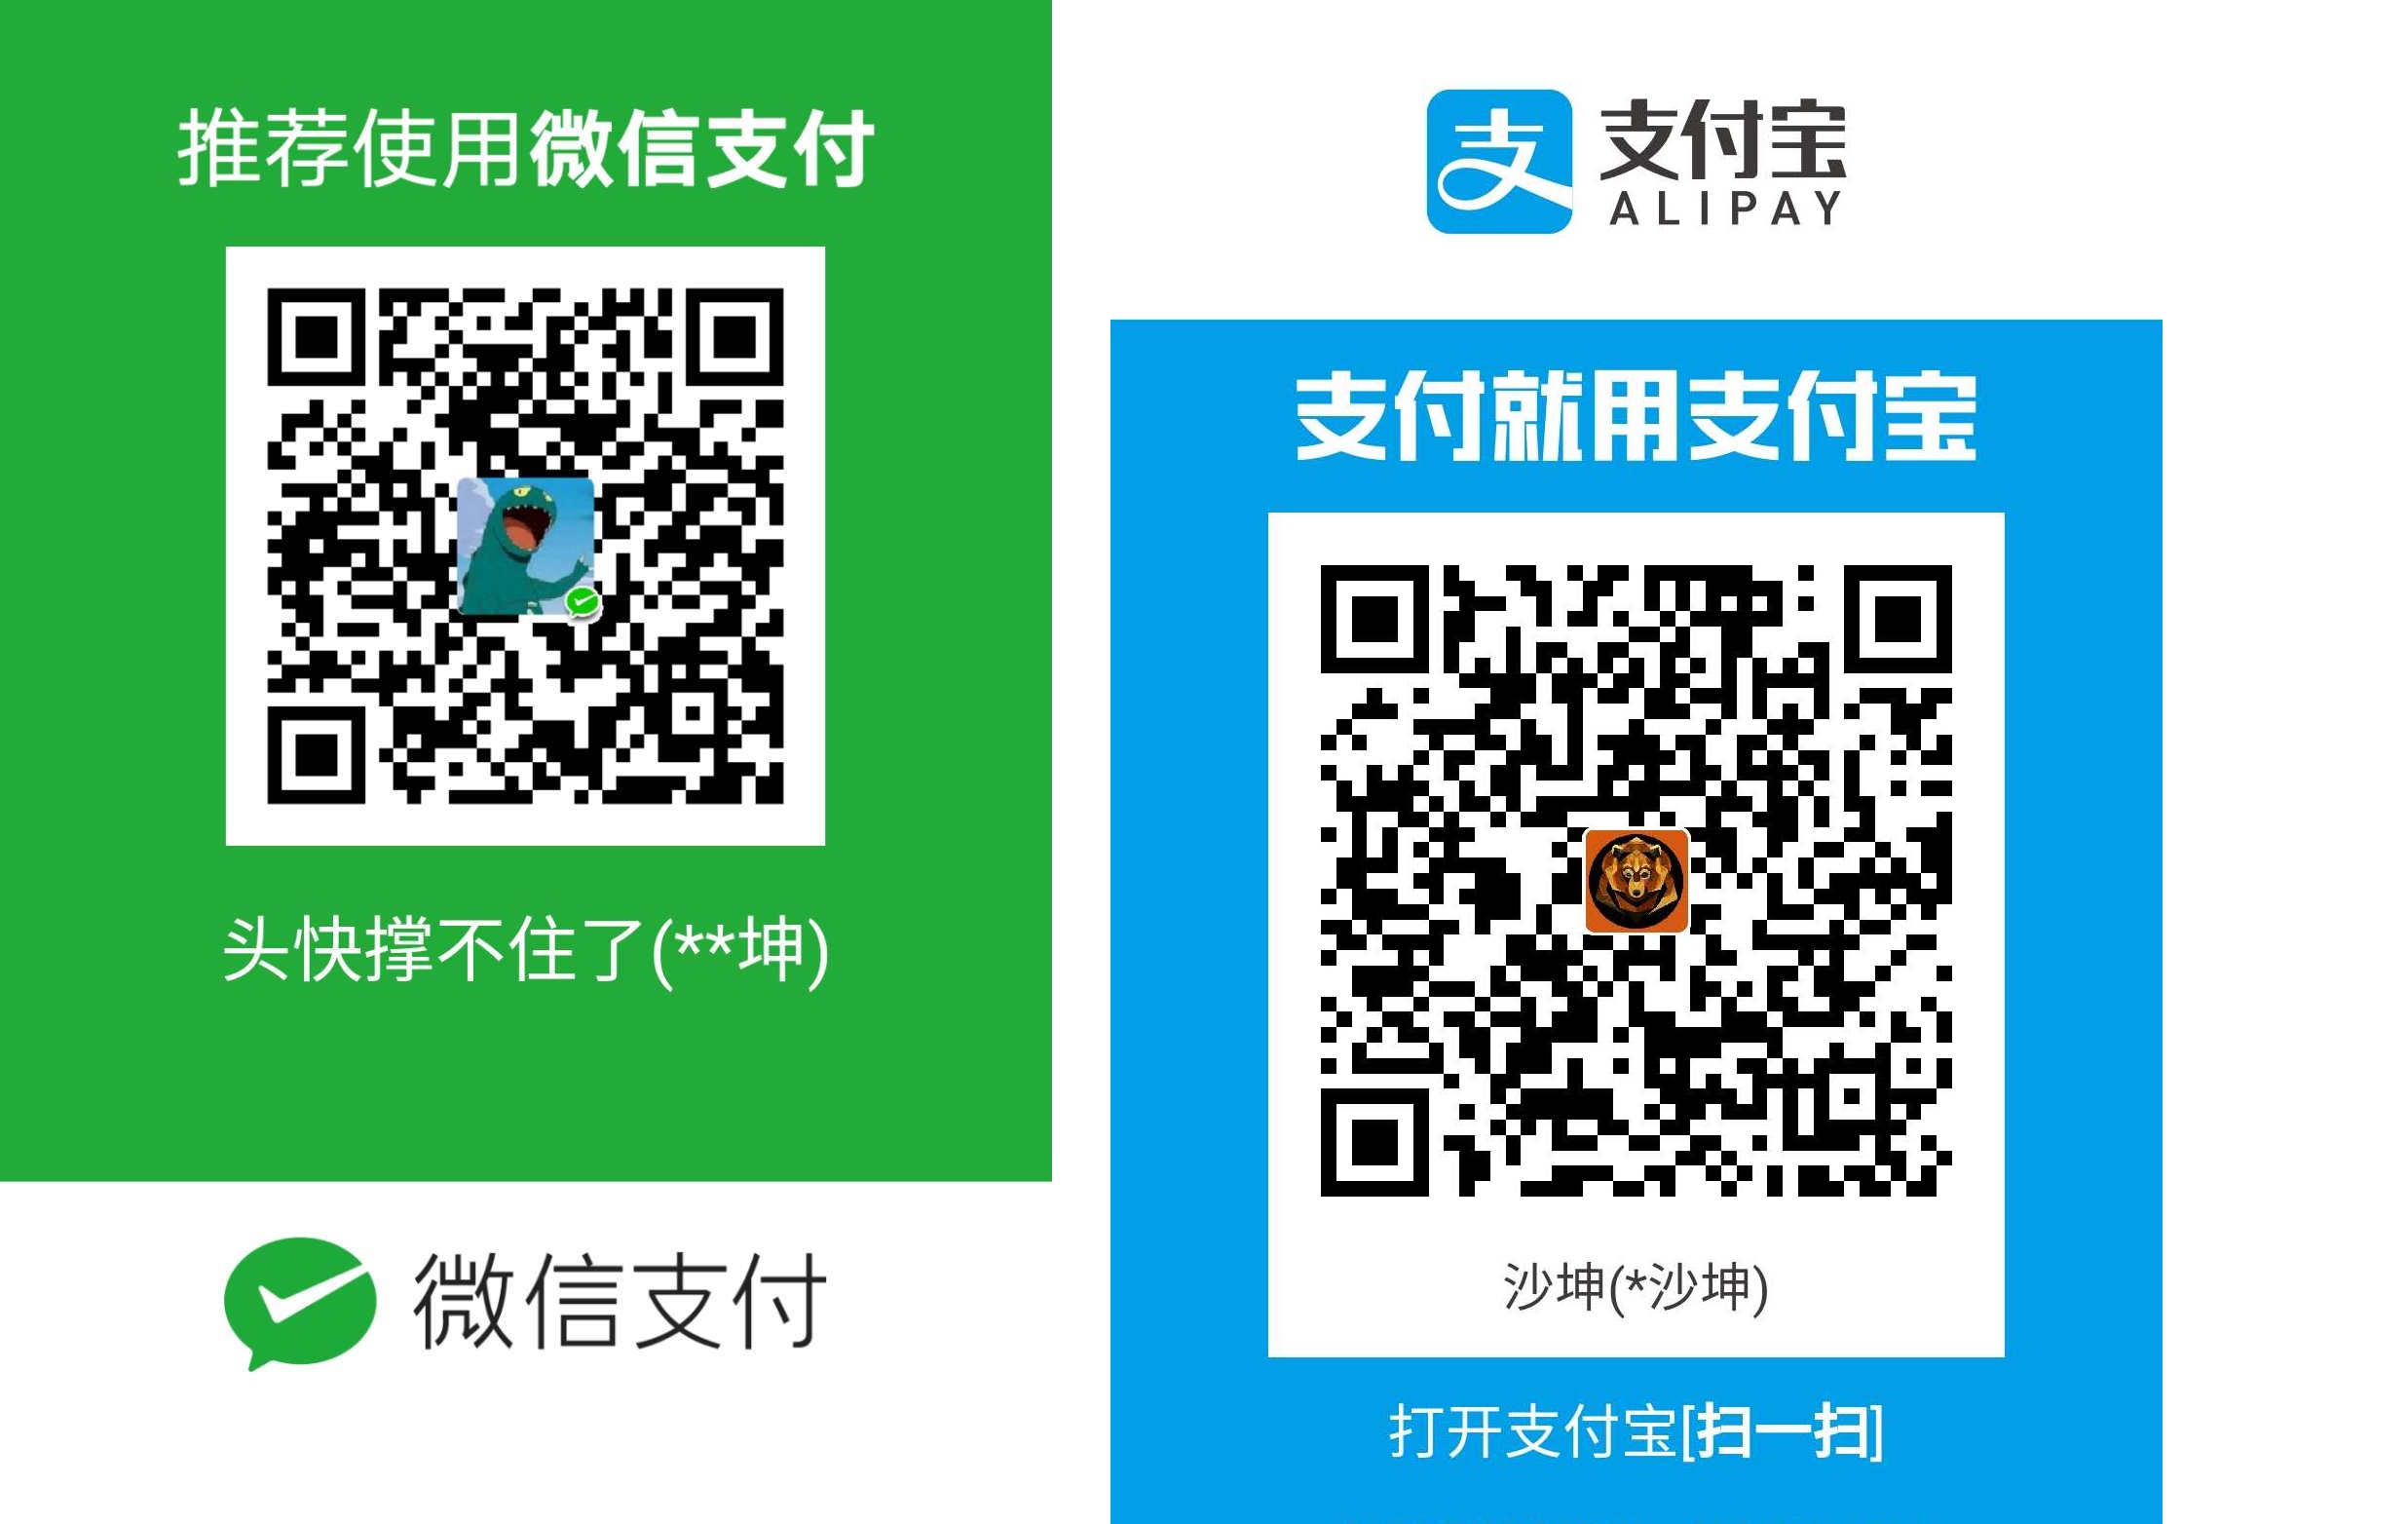 推荐使用微信支付
头快撑不住了(**坤)
微信支付
支付宝
ALIPAY
支付就用支付宝
沙坤(*沙坤)
打开支付宝[扫一扫]